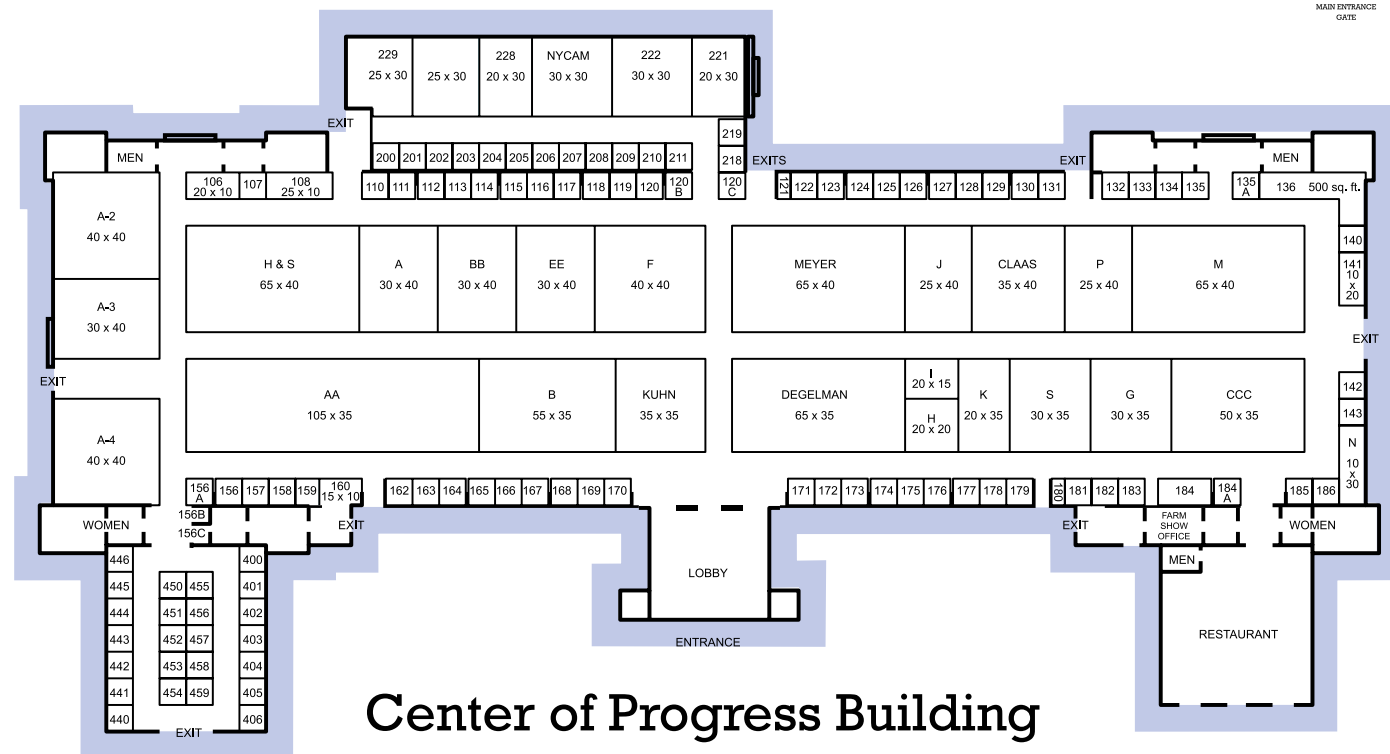 MAIN ENTRANCE
GATE
229
25 x 30
25 x 30
228
20 x 30
NYCAM
30 x 30
222
30 x 30
221
20 x 30
EXIT
219
218
EXITS
EXIT
MEN
MEN
200 201 202 203 204 205 206 207 208 209 210 211
106
20 x 10
107
108
25 x 10
110 111 112 113 114 115 116 117 118 119 120
120
B
120
C
121
122 123 124 125 126 127 128 129 130 131
132 133 134 135
135
A
136 500 sq. ft.
A-2
40 x 40
H & S
65 x 40
A
30 x 40
BB
30 x 40
EE
30 x 40
F
40 x 40
MEYER
65 x 40
J
25 x 40
CLAAS
35 x 40
P
25 x 40
M
65 x 40
140
141
10
x
20
A-3
30 x 40
EXIT
EXIT
AA
105 x 35
B
55 x 35
KUHN
35 x 35
DEGELMAN
65 x 35
I
20 x 15
H
20 x 20
K
20 x 35
S
30 x 35
G
30 x 35
CCC
50 x 35
142
143
N
10
x
30
A-4
40 x 40
156
A
156 157 158 159
160
15 x 10
162 163 164 165 166 167 168 169 170
171 172 173 174 175 176 177 178 179
180
181 182 183
184
184
A
185 186
WOMEN
156B
156C
EXIT
EXIT
FARM
SHOW
OFFICE
WOMEN
MEN
LOBBY
446
445
444
443
442
441
440
450 455
451 456
452 457
453 458
454 459
400
401
402
403
404
405
406
EXIT
ENTRANCE
RESTAURANT
Center of Progress Building